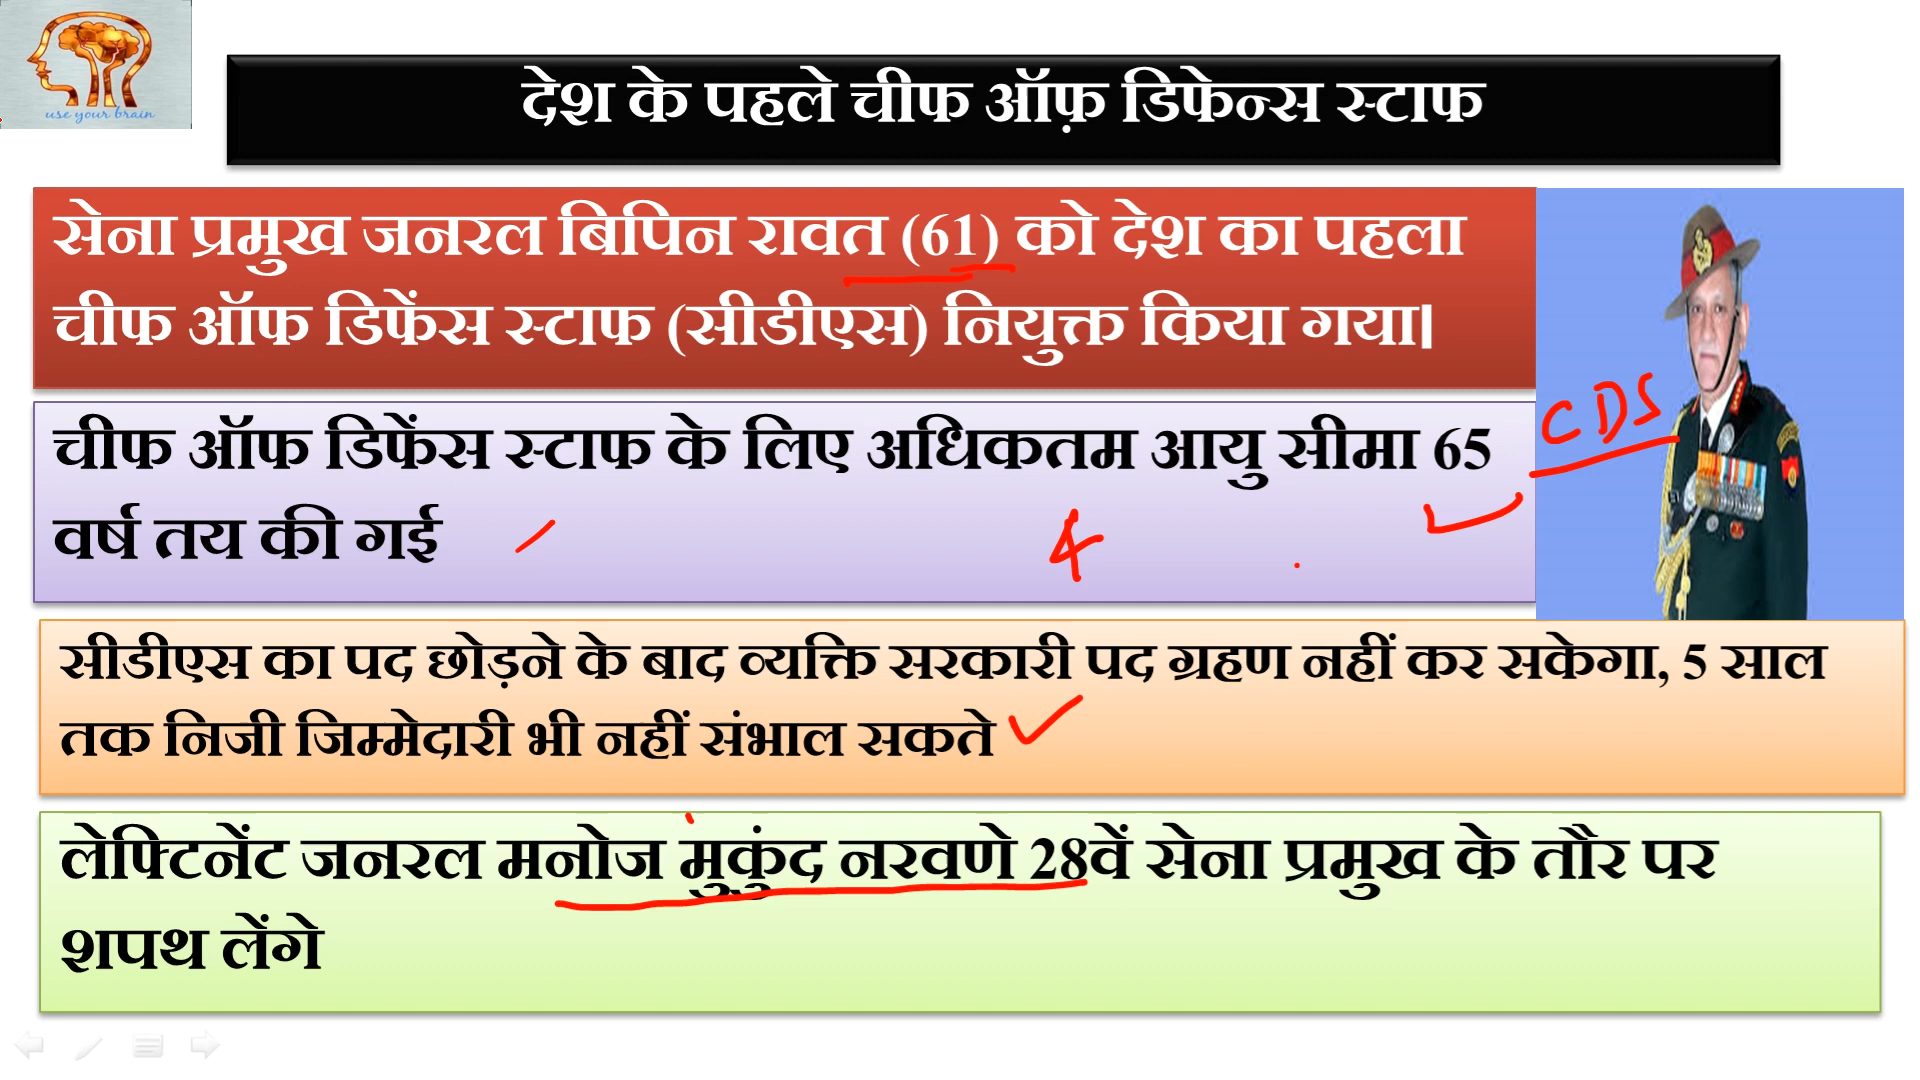 use your brain
देश के पहले चीफ ऑफ़ डिफेन्स स्टाफ
सेना प्रमुख जनरल बिपिन रावत (61) को देश का पहला
चीफ ऑफ डिफेंस स्टाफ (सीडीएस) नियुक्त किया गया।
चीफ ऑफ डिफेंस स्टाफ के लिए अधिकतम आयु सीमा 65
वर्ष तय की गई
4
CDS
सीडीएस का पद छोड़ने के बाद व्यक्ति सरकारी पद ग्रहण नहीं कर सकेगा, 5 साल
तक निजी जिम्मेदारी भी नहीं संभाल सकते
लेफ्टिनेंट जनरल मनोज मुकुंद नरवणे 28वें सेना प्रमुख के तौर पर
शपथ लेंगे